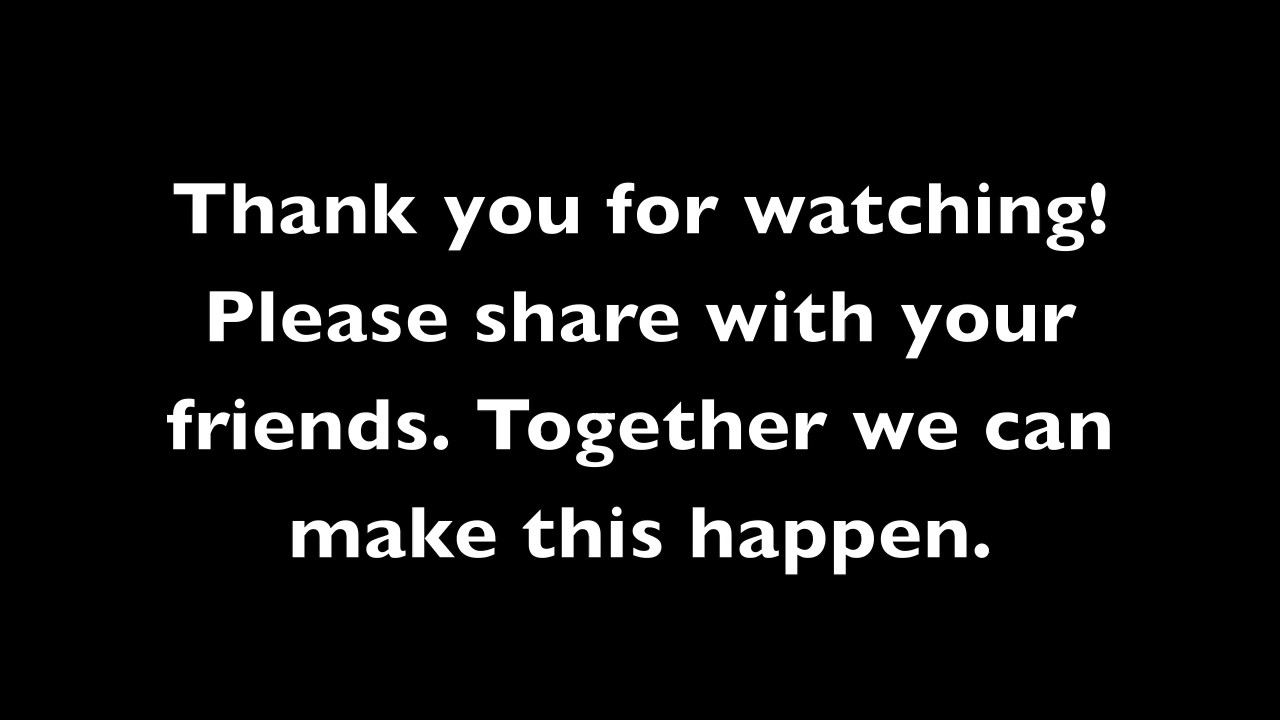 Thank you for watching!
Please share with your
friends. Together we can
make this happen.